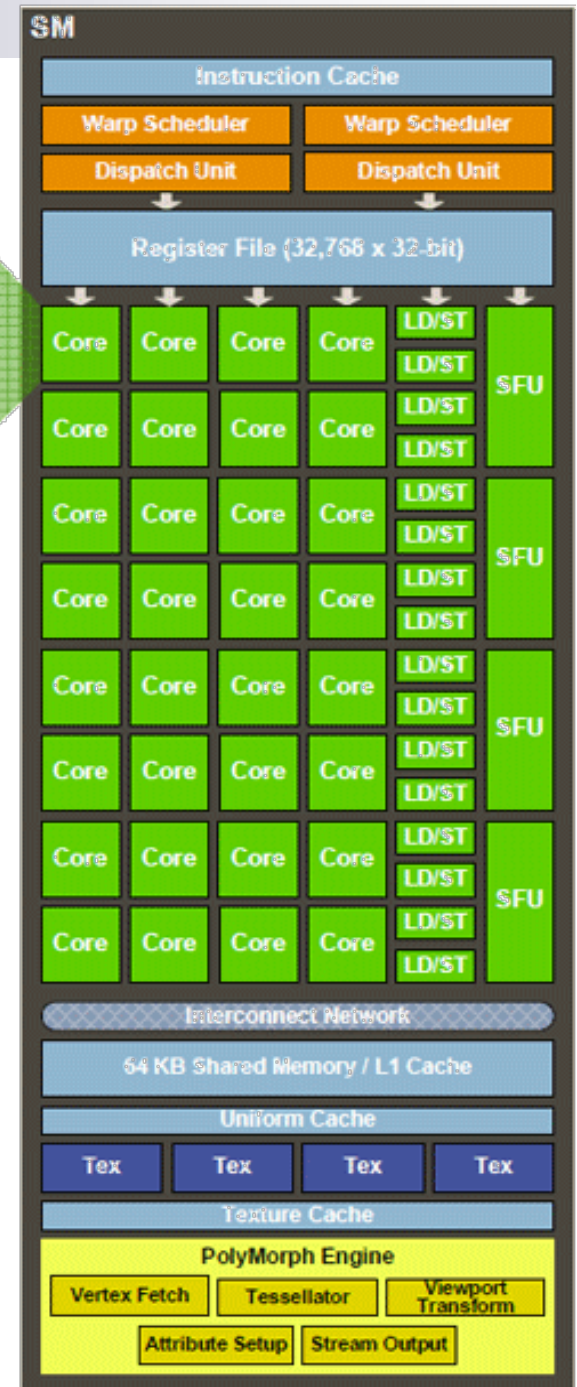 SM
Instruction Cache
Warp Scheduler Warp Scheduler
Dispatch Unit Dispatch Unit
Register File (32,768 x 32-bit)
Core Core Core Core LD/ST SFU
LD/ST
Core Core Core Core LD/ST
LD/ST
Core Core Core Core LD/ST SFU
LD/ST
Core Core Core Core LD/ST
LD/ST
Core Core Core Core LD/ST SFU
LD/ST
Core Core Core Core LD/ST
LD/ST
Core Core Core Core LD/ST SFU
LD/ST
Core Core Core Core LD/ST
LD/ST
Interconnect Network
64 KB Shared Memory / L1 Cache
Uniform Cache
Tex Tex Tex Tex
Texture Cache
PolyMorph Engine
Vertex Fetch Tessellator Viewport
Transform
Attribute Setup Stream Output